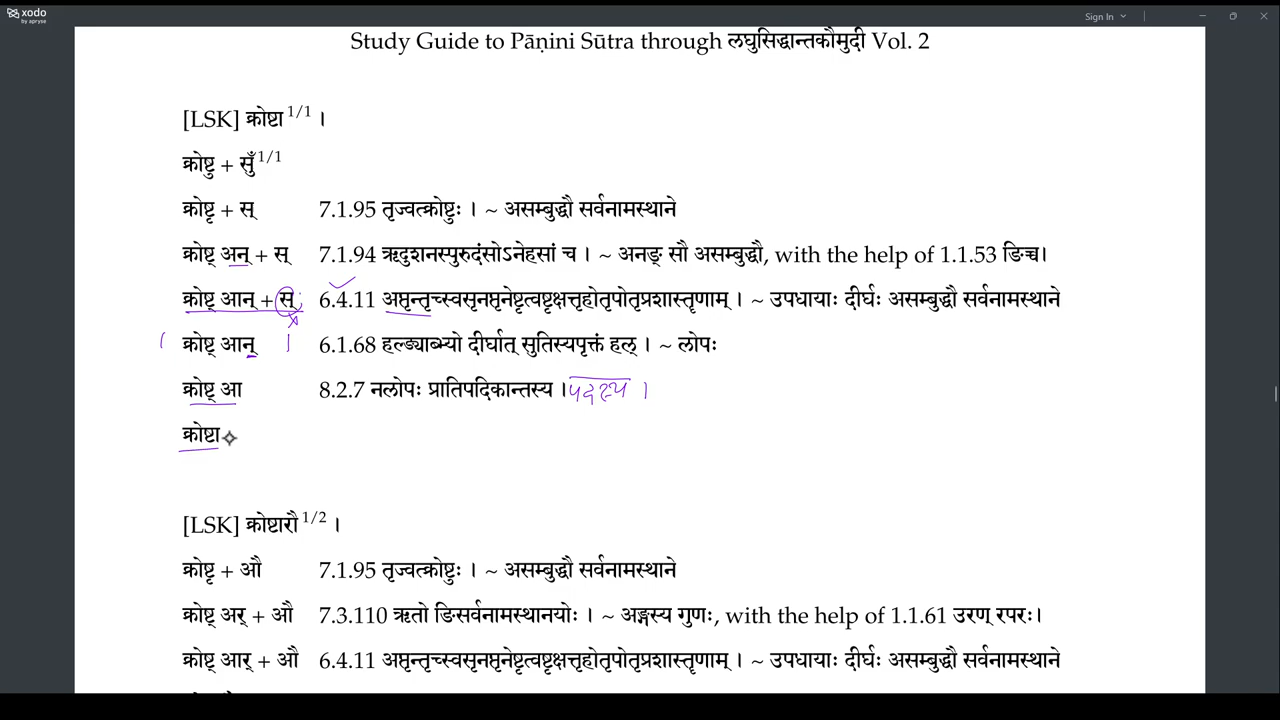 xodo
by apryse
Sign In
Study Guide to Pāṇini Sūtra through लघुसिद्धान्तकौमुदी Vol. 2
[LSK] क्रोष्टा 1/1 ।
क्रोष्टु + सुँ 1/1
क्रोष्टृ + स् 7.1.95 तृज्वत्क्रोष्टुः । ~ असम्बुद्धौ सर्वनामस्थाने
क्रोष्ट् अन् + स् 7.1.94 ऋदुशनस्पुरुदंसोऽनेहसां च । ~ अनङ् सौ असम्बुद्धौ, with the help of 1.1.53 ङिच्च।
क्रोष्ट् आन् + स् 6.4.11 अप्तृन्तृच्स्वसृनप्तृनेष्टृत्वष्टृक्षत्तृहोतृपोतृप्रशास्तॄणाम् । ~ उपधायाः दीर्घः असम्बुद्धौ सर्वनामस्थाने
क्रोष्ट् आन् 6.1.68 हल्ङ्याब्भ्यो दीर्घात् सुतिस्यपृक्तं हल् । ~ लोपः
क्रोष्ट् आ 8.2.7 नलोपः प्रातिपदिकान्तस्य । पदस्य ।
क्रोष्टा
[LSK] क्रोष्टारौ 1/2 ।
क्रोष्टृ + औ 7.1.95 तृज्वत्क्रोष्टुः । ~ असम्बुद्धौ सर्वनामस्थाने
क्रोष्ट् अर् + औ 7.3.110 ऋतो ङिसर्वनामस्थानयोः । ~ अङ्गस्य गुणः, with the help of 1.1.61 उरण् रपरः।
क्रोष्ट् आर् + औ 6.4.11 अप्तृन्तृच्स्वसृनप्तृनेष्टृत्वष्टृक्षत्तृहोतृपोतृप्रशास्तॄणाम् । ~ उपधायाः दीर्घः असम्बुद्धौ सर्वनामस्थाने